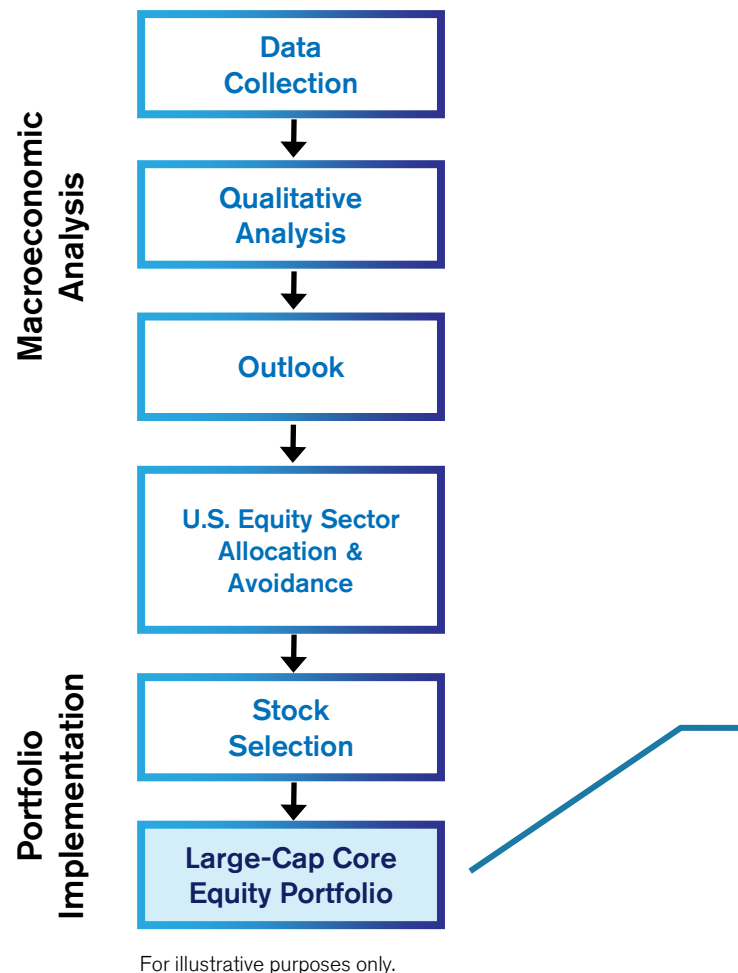 Macroeconomic
Analysis
Data
Collection
Qualitative
Analysis
Outlook
U.S. Equity Sector
Allocation &
Avoidance
Portfolio
Implementation
Stock
Selection
Large-Cap Core
Equity Portfolio
For illustrative purposes only.